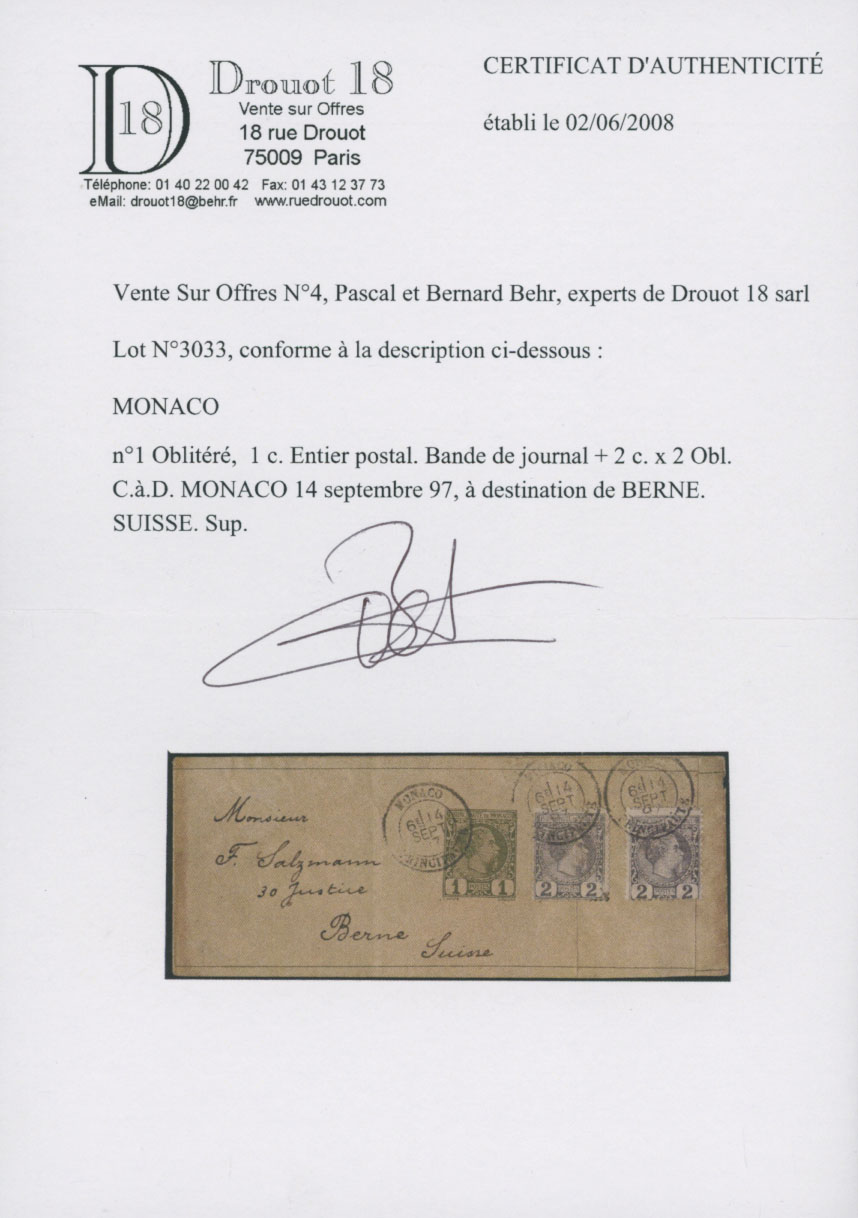 D 18
Drouot 18
Vente sur Offres
18 rue Drouot
75009 Paris
Téléphone: 01 40 22 00 42 Fax: 01 43 12 37 73
eMail: drouot18@behr.fr www.ruedrouot.com
CERTIFICAT D'AUTHENTICITÉ
établi le 02/06/2008
Vente Sur Offres N°4, Pascal et Bernard Behr, experts de Drouot 18 sarl
Lot N°3033, conforme à la description ci-dessous :
MONACO
n°1 Oblitéré, 1 c. Entier postal. Bande de journal + 2 c. x 2 Obl.
C.à.D. MONACO 14 septembre 97, à destination de BERNE.
SUISSE. Sup.
Monsieur
F. Salzmann
30 Justice
Berne
Suisse
MONACO
14
SEPT
1 1
14
SEPT
2 2
14
SEPT
2 2